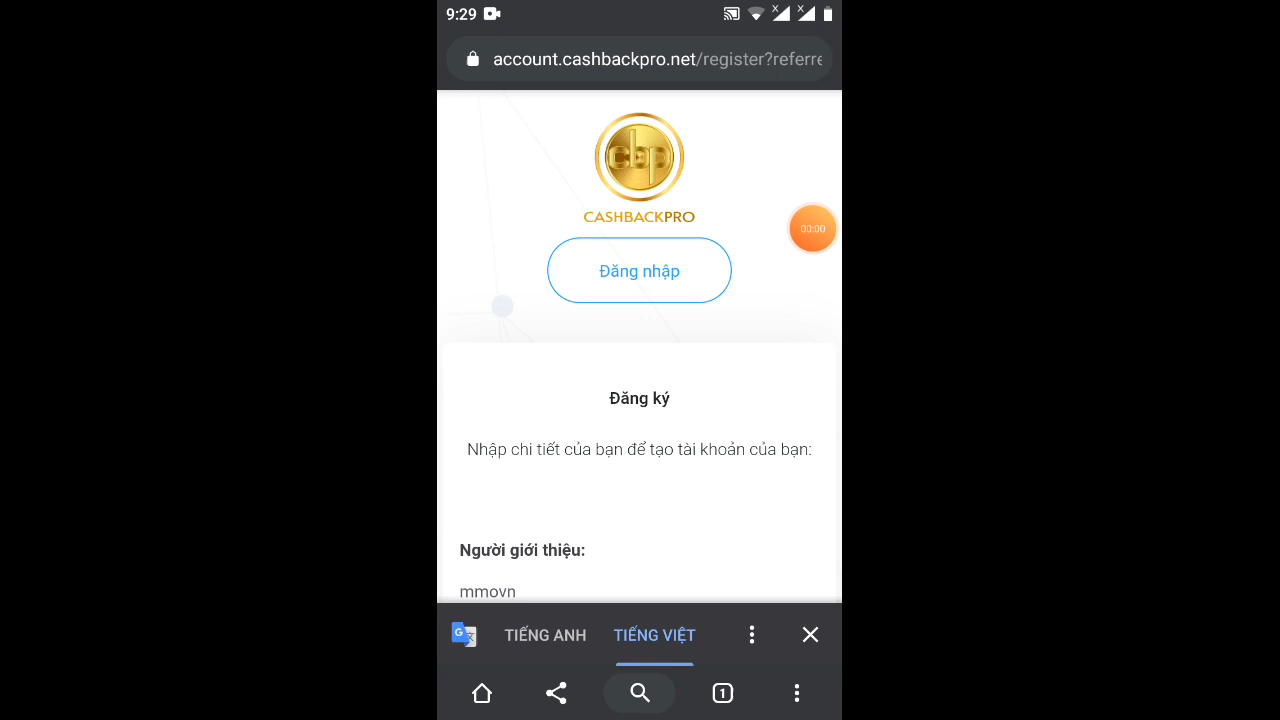 9:29
account.cashbackpro.net/register?referre
cbp
CASHBACKPRO
00:00
Đăng nhập
Đăng ký
Nhập chi tiết của bạn để tạo tài khoản của bạn:
Người giới thiệu:
mmovn
TIẾNG ANH TIẾNG VIỆT
1